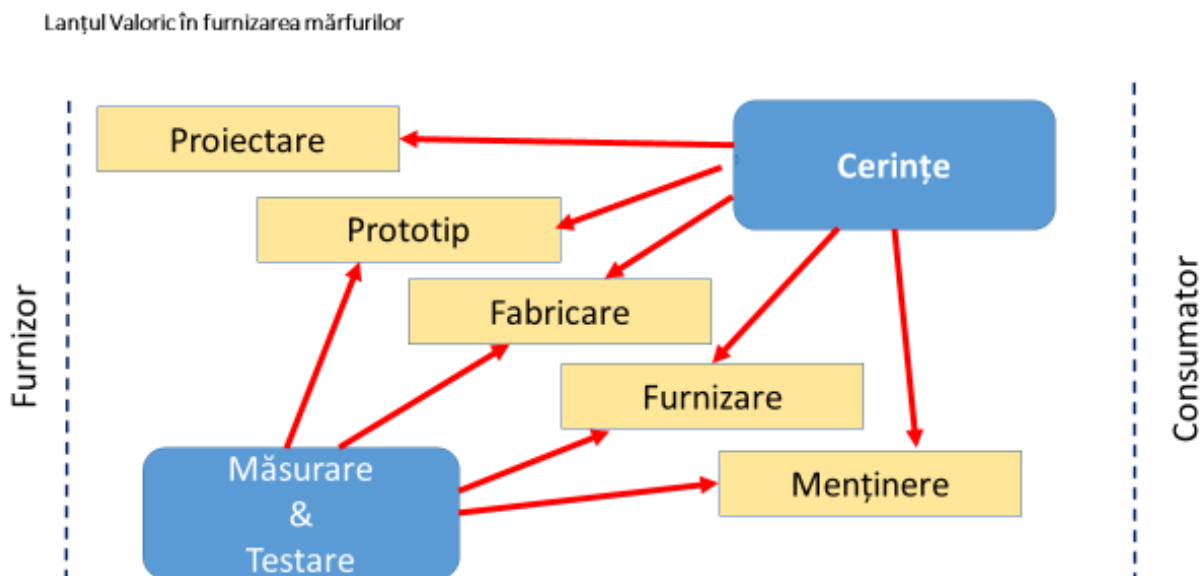 Lanțul Valoric în furnizarea mărfurilor
Proiectare
Cerințe
Prototip
Fabricare
Furnizor
Consumator
Furnizare
Măsurare
&
Testare
Menținere